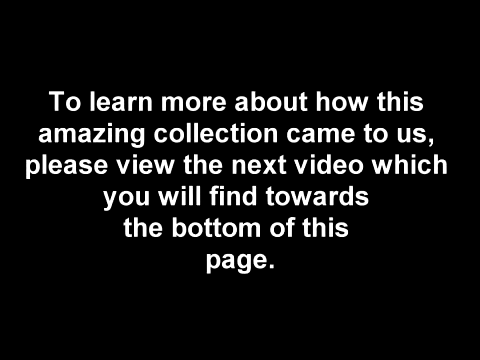 To learn more about how this
amazing collection came to us,
please view the next video which
you will find towards
the bottom of this
page.